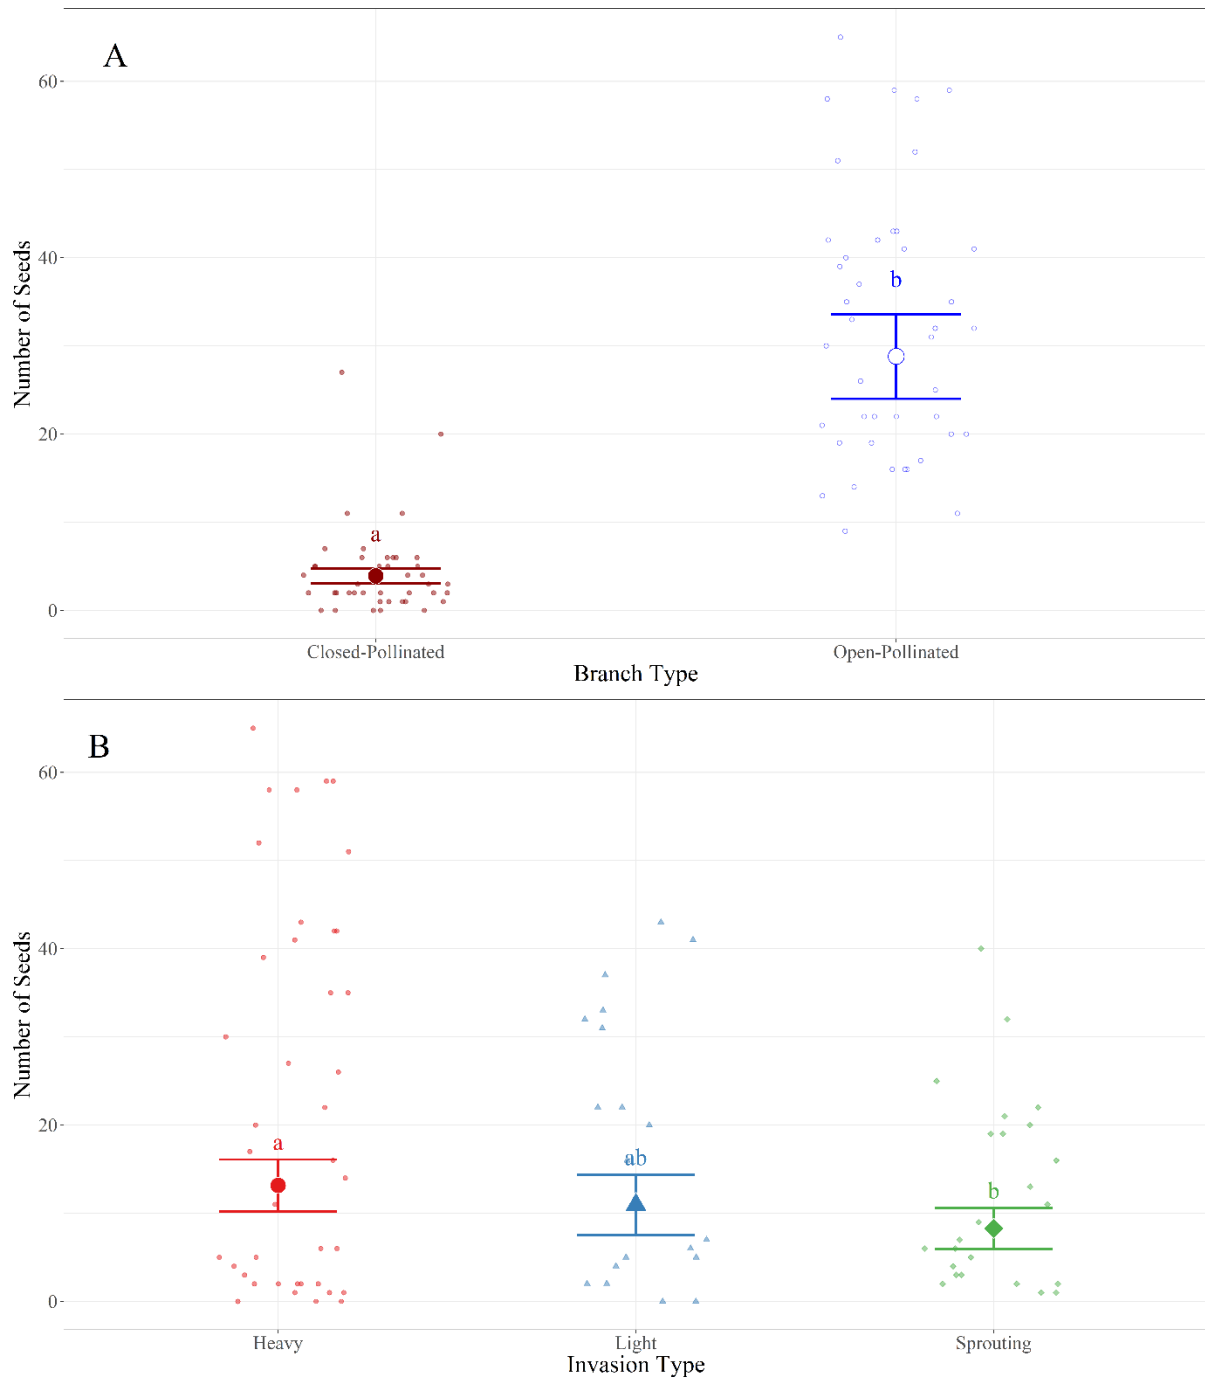 A
60
40
20
0
Number of Seeds
a
b
Closed-Pollinated
Open-Pollinated
Branch Type
B
60
40
20
0
Number of Seeds
a
ab
b
Heavy
Light
Sprouting
Invasion Type